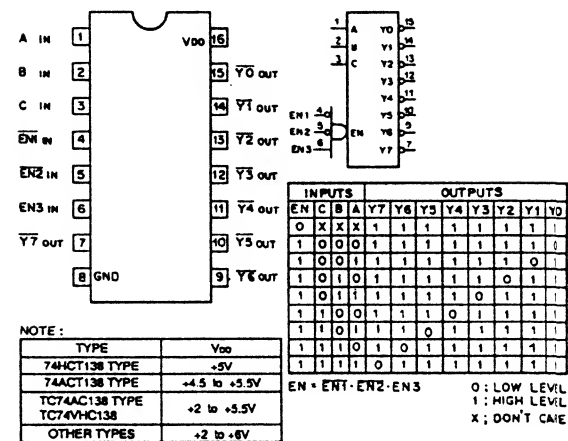 A IN 1
B IN 2
C IN 3
EN1 IN 4
EN2 IN 5
EN3 IN 6
Y7 OUT 7
8 GND
VDD 16
15 Y0 OUT
14 Y1 OUT
13 Y2 OUT
12 Y3 OUT
11 Y4 OUT
10 Y5 OUT
9 Y6 OUT
1 A Y0 15
2 B Y1 14
3 C Y2 13
Y3 12
Y4 11
EN1 4 Y5 10
EN2 5 EN Y6 9
EN3 6 Y7 7
INPUTS OUTPUTS
EN C B A Y7 Y6 Y5 Y4 Y3 Y2 Y1 Y0
0 X X X 1 1 1 1 1 1 1 1
1 0 0 0 1 1 1 1 1 1 1 0
1 0 0 1 1 1 1 1 1 1 0 1
1 0 1 0 1 1 1 1 1 0 1 1
1 0 1 1 1 1 1 1 0 1 1 1
1 1 0 0 1 1 1 0 1 1 1 1
1 1 0 1 1 1 0 1 1 1 1 1
1 1 1 0 1 0 1 1 1 1 1 1
1 1 1 1 0 1 1 1 1 1 1 1
EN = EN1·EN2·EN3
0 ; LOW LEVEL
1 ; HIGH LEVEL
X ; DON'T CARE
NOTE :
TYPE VDD
74HCT138 TYPE +5V
74ACT138 TYPE +4.5 to +5.5V
TC74AC138 TYPE
TC74VHC138 +2 to +5.5V
OTHER TYPES +2 to +6V